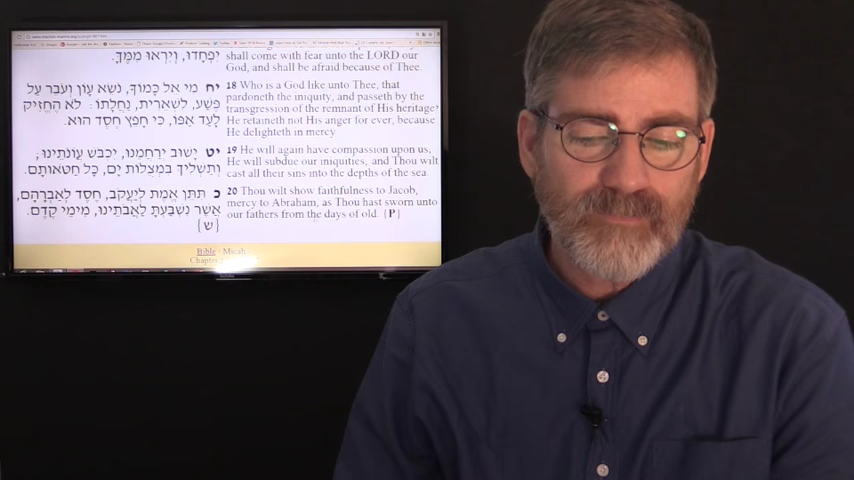 יִפְחָדוּ, וְיִרְאוּ מִמֶּךָּ.
shall come with fear unto the LORD our
God, and shall be afraid because of Thee.
יח מִי אֵל כָּמוֹךָ, נֹשֵׂא עָו‍ֹן וְעֹבֵר עַל
פֶּשַׁע, לִשְׁאֵרִית, נַחֲלָתוֹ: לֹא הֶחֱזִיק
לָעַד אַפּוֹ, כִּי חָפֵץ חֶסֶד הוּא.
18 Who is a God like unto Thee, that
pardoneth the iniquity, and passeth by the
transgression of the remnant of His heritage?
He retaineth not His anger for ever, because
He delighteth in mercy
יט יָשׁוּב יְרַחֲמֵנוּ, יִכְבֹּשׁ עֲו‍ֹנֹתֵינוּ;
וְתַשְׁלִיךְ בִּמְצֻלוֹת יָם, כָּל חַטֹּאותָם.
19 He will again have compassion upon us,
He will subdue our iniquities, and Thou wilt
cast all their sins into the depths of the sea.
כ תִּתֵּן אֱמֶת לְיַעֲקֹב, חֶסֶד לְאַבְרָהָם,
אֲשֶׁר נִשְׁבַּעְתָּ לַאֲבֹתֵינוּ, מִימֵי קֶדֶם.
{ש}
20 Thou wilt show faithfulness to Jacob,
mercy to Abraham, as Thou hast sworn unto
our fathers from the days of old. {P}
Bible : Micah
Chapter